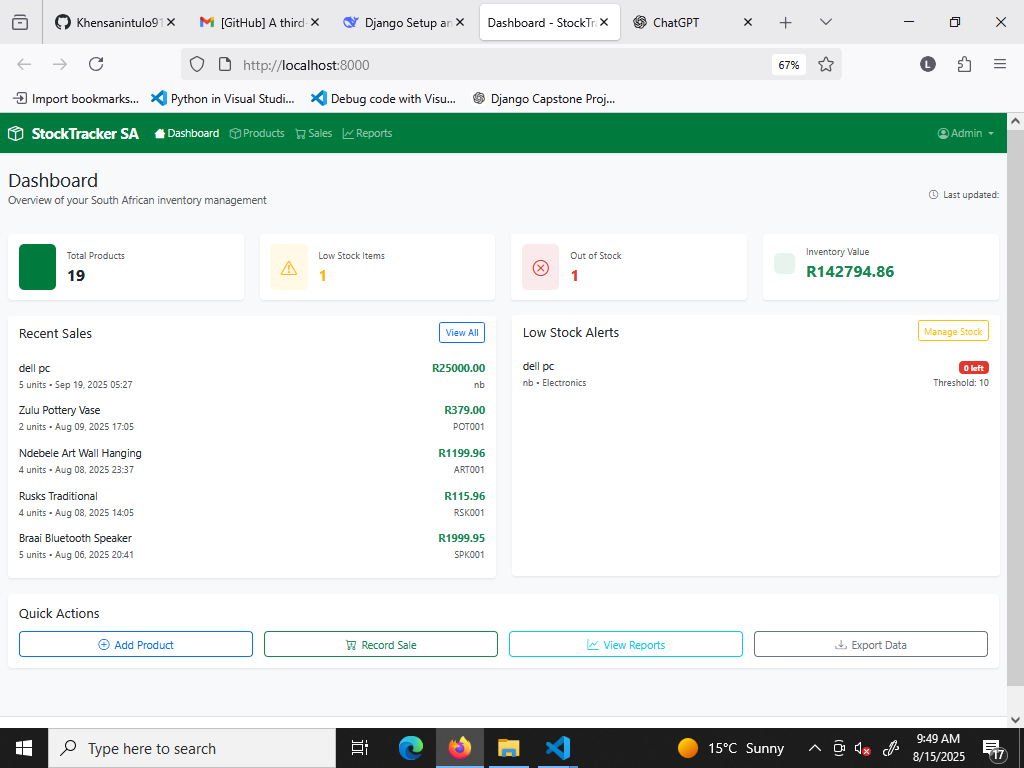 Khensanintulo91
[GitHub] A third-
Django Setup an
Dashboard - StockTr
ChatGPT
http://localhost:8000
67%
L
Import bookmarks...
Python in Visual Studi...
Debug code with Visu...
Django Capstone Proj...
StockTracker SA
Dashboard
Products
Sales
Reports
Admin
Dashboard
Overview of your South African inventory management
Last updated:
Total Products
19
Low Stock Items
1
Out of Stock
1
Inventory Value
R142794.86
Recent Sales
View All
dell pc
R25000.00
5 units • Sep 19, 2025 05:27
nb
Zulu Pottery Vase
R379.00
2 units • Aug 09, 2025 17:05
POT001
Ndebele Art Wall Hanging
R1199.96
4 units • Aug 08, 2025 23:37
ART001
Rusks Traditional
R115.96
4 units • Aug 08, 2025 14:05
RSK001
Braai Bluetooth Speaker
R1999.95
5 units • Aug 06, 2025 20:41
SPK001
Low Stock Alerts
Manage Stock
dell pc
0 left
nb • Electronics
Threshold: 10
Quick Actions
Add Product
Record Sale
View Reports
Export Data
Type here to search
15°C Sunny
9:49 AM
8/15/2025
17